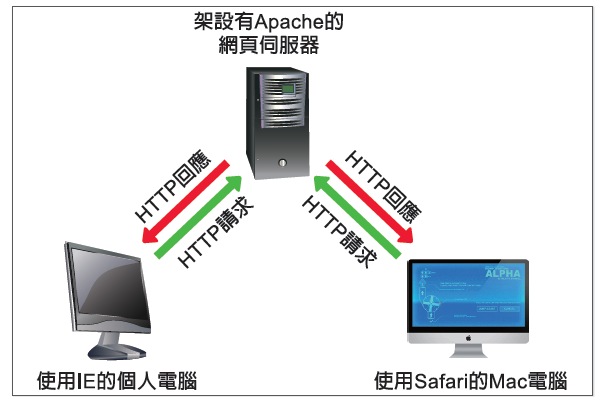 架設有Apache的
網頁伺服器
HTTP回應
HTTP請求
HTTP回應
HTTP請求
ALPHA
使用IE的個人電腦
使用Safari的Mac電腦